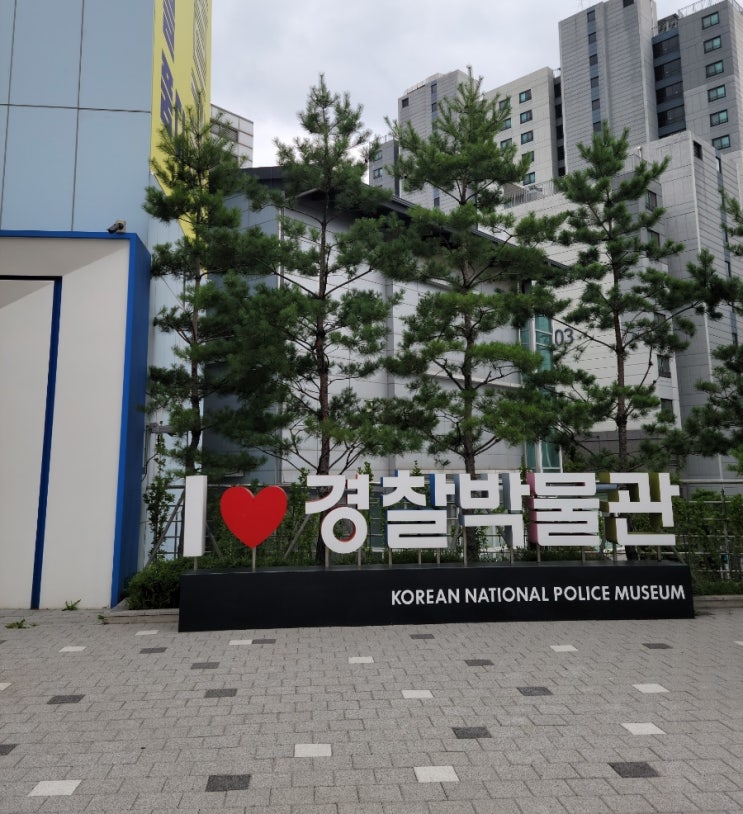 I ♥ 경찰박물관
KOREAN NATIONAL POLICE MUSEUM
03